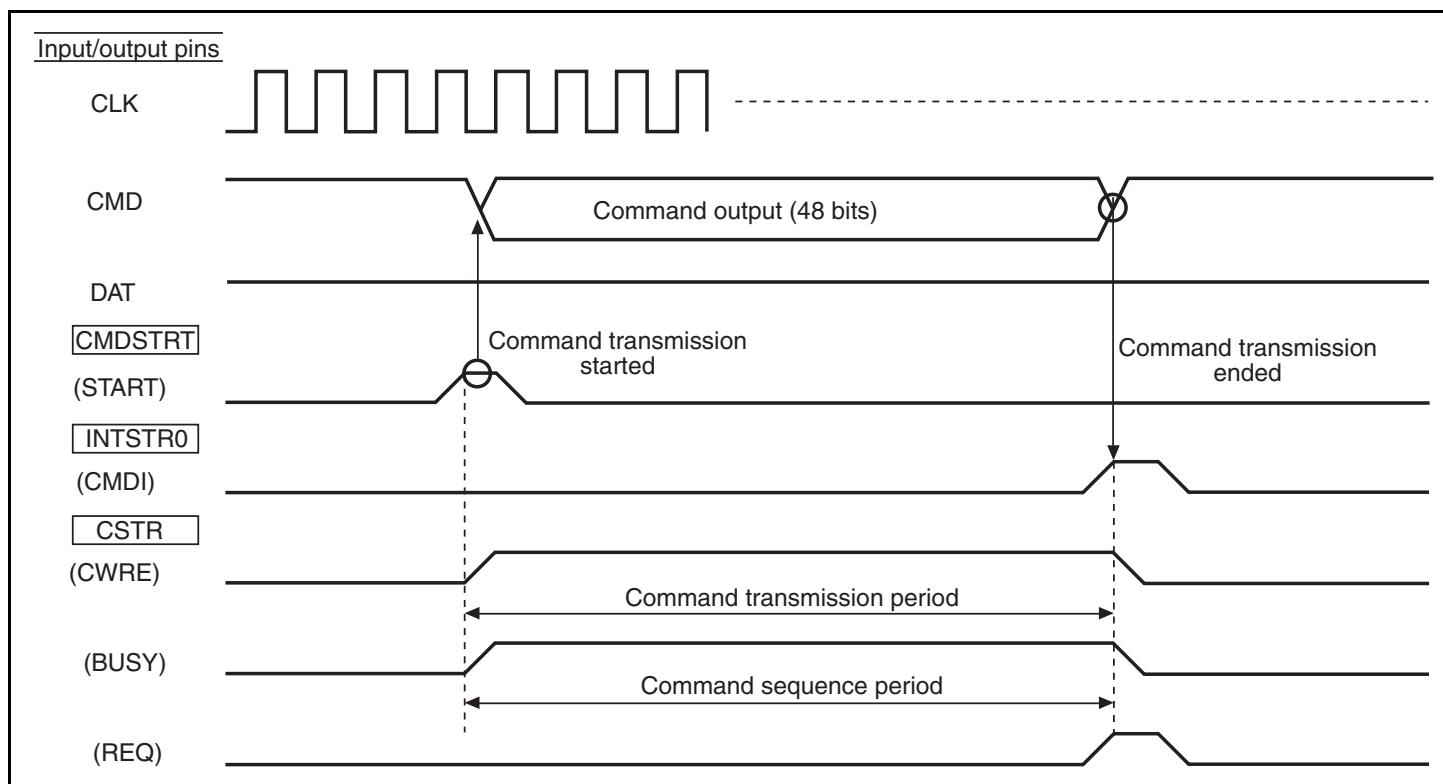 Input/output pins
CLK
CMD
Command output (48 bits)
DAT
CMDSTRT
(START)
Command transmission
started
Command transmission
ended
INTSTR0
(CMDI)
CSTR
(CWRE)
Command transmission period
(BUSY)
Command sequence period
(REQ)